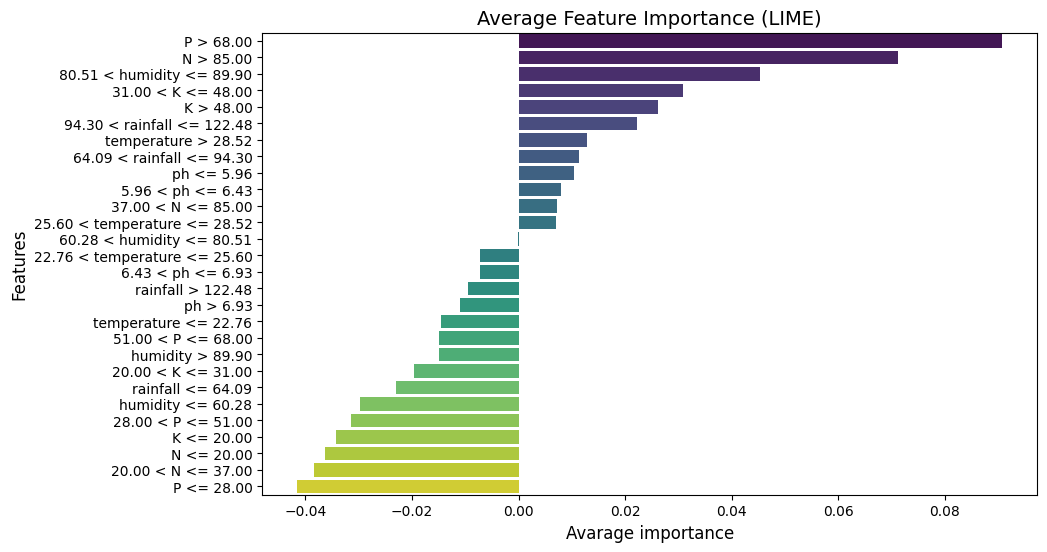 Average Feature Importance (LIME)
P > 68.00
N > 85.00
80.51 < humidity <= 89.90
31.00 < K <= 48.00
K > 48.00
94.30 < rainfall <= 122.48
temperature > 28.52
64.09 < rainfall <= 94.30
ph <= 5.96
5.96 < ph <= 6.43
37.00 < N <= 85.00
25.60 < temperature <= 28.52
60.28 < humidity <= 80.51
22.76 < temperature <= 25.60
6.43 < ph <= 6.93
rainfall > 122.48
ph > 6.93
temperature <= 22.76
51.00 < P <= 68.00
humidity > 89.90
20.00 < K <= 31.00
rainfall <= 64.09
humidity <= 60.28
28.00 < P <= 51.00
K <= 20.00
N <= 20.00
20.00 < N <= 37.00
P <= 28.00
Features
−0.04 −0.02 0.00 0.02 0.04 0.06 0.08
Avarage importance